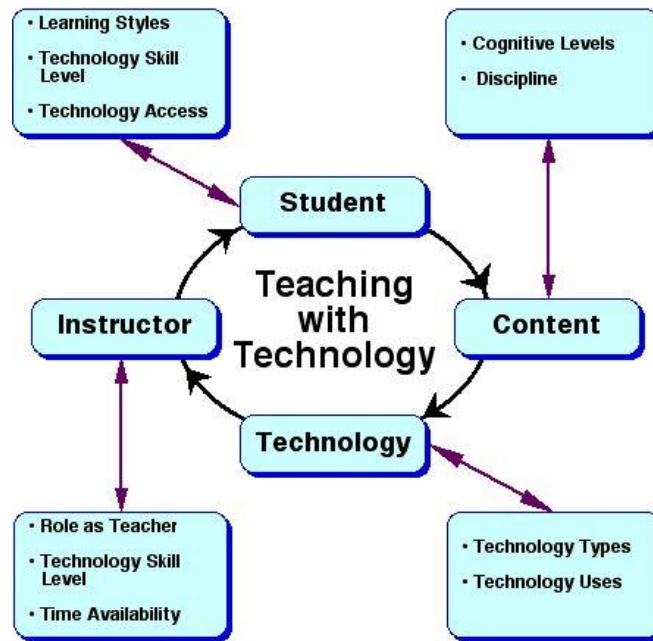 • Learning Styles
• Technology Skill
Level
• Technology Access
• Cognitive Levels
• Discipline
Student
Instructor
Teaching
with
Technology
Content
Technology
• Role as Teacher
• Technology Skill
Level
• Time Availability
• Technology Types
• Technology Uses